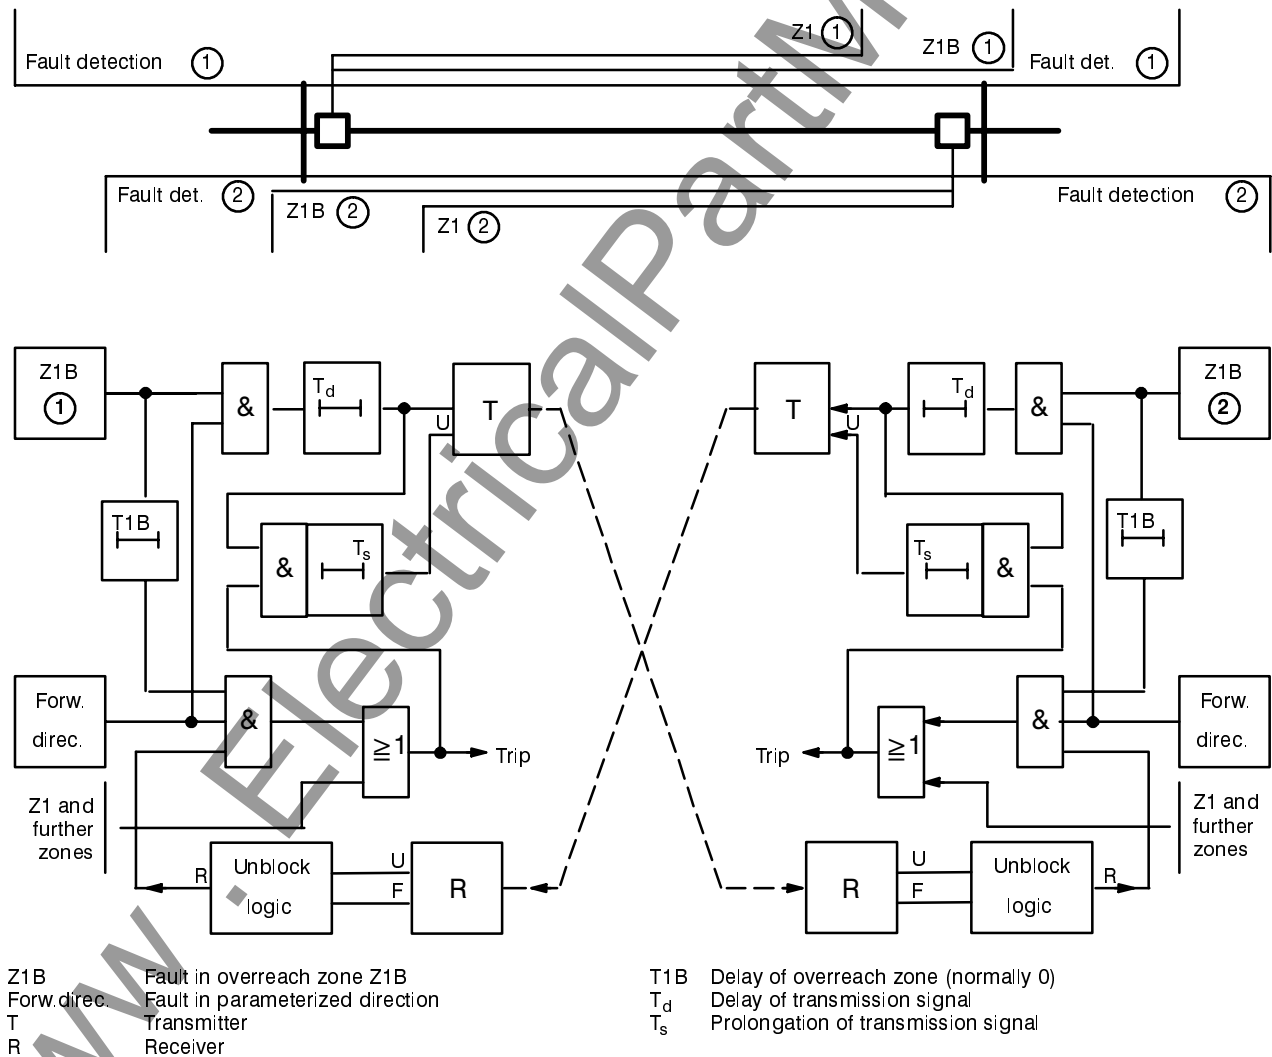 Z1 1
Z1B 1
Fault detection 1
Fault det. 1
Fault det. 2
Z1B 2
Z1 2
Fault detection 2
Z1B
1
&
Td
U
T
T
U
Td
&
Z1B
2
T1B
&
Ts
Ts
&
T1B
Forw.
direc.
&
≧1
Trip
Trip
≧1
&
Forw.
direc.
Z1 and
further
zones
Z1 and
further
zones
R
Unblock
logic
U
F
R
R
U
F
Unblock
logic
R
Z1B Fault in overreach zone Z1B
Forw.direc. Fault in parameterized direction
T Transmitter
R Receiver
T1B Delay of overreach zone (normally 0)
Td Delay of transmission signal
Ts Prolongation of transmission signal
w.ElectricalPartM